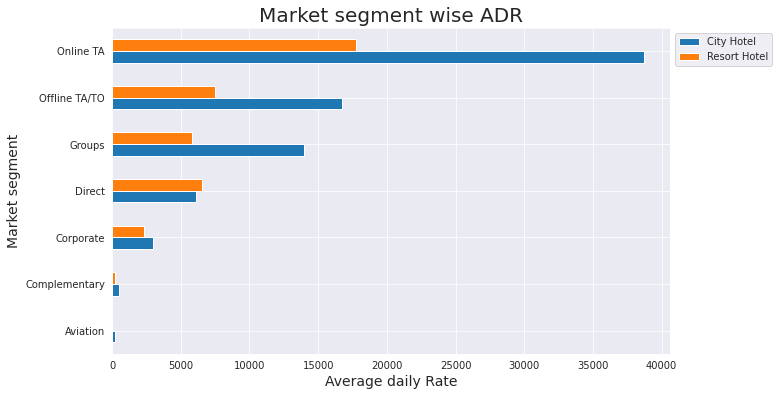 Market segment wise ADR
City Hotel
Resort Hotel
Market segment
Online TA
Offline TA/TO
Groups
Direct
Corporate
Complementary
Aviation
0 5000 10000 15000 20000 25000 30000 35000 40000
Average daily Rate